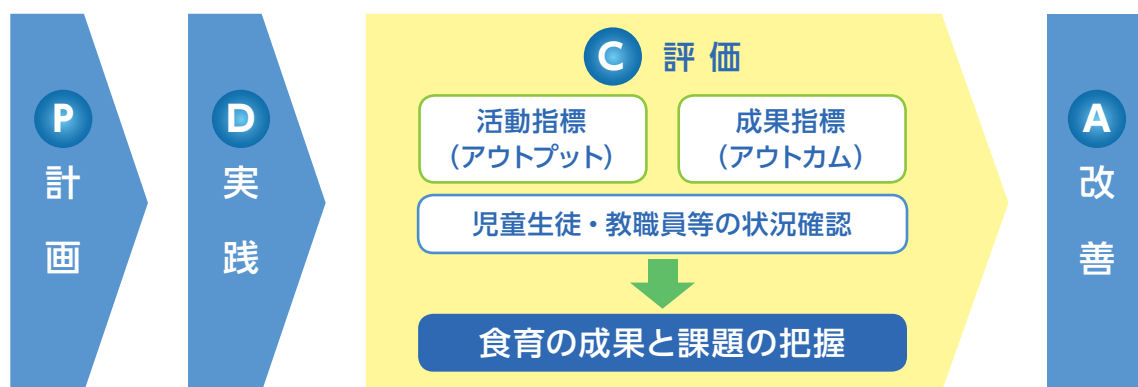 P
計画
D
実践
C 評価
活動指標
(アウトプット)
成果指標
(アウトカム)
児童生徒・教職員等の状況確認
食育の成果と課題の把握
A
改善